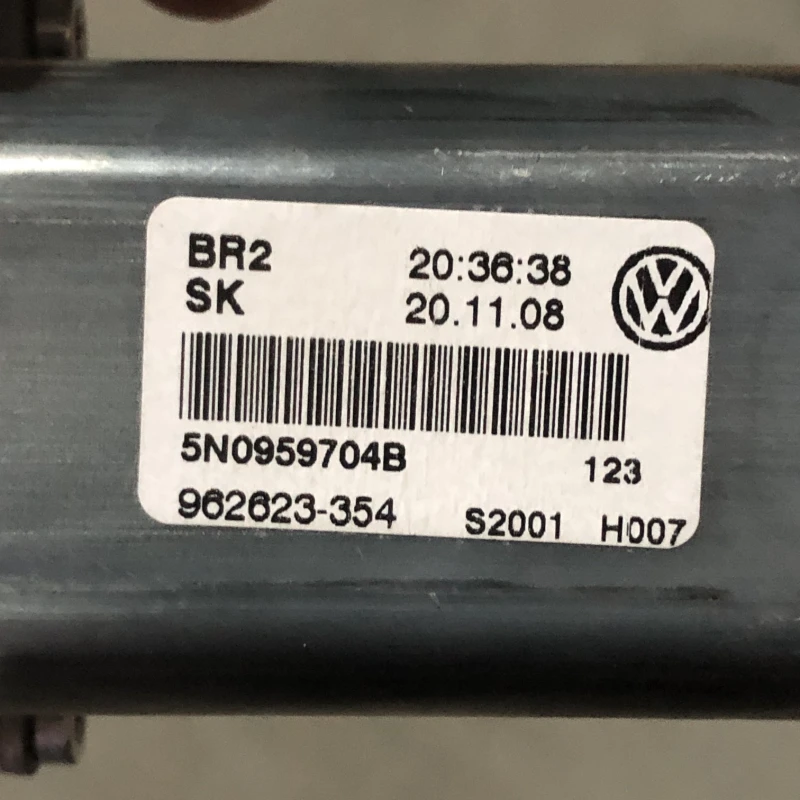 BR2 20:36:38
SK 20.11.08
5N0959704B 123
962623-354 S2001 H007